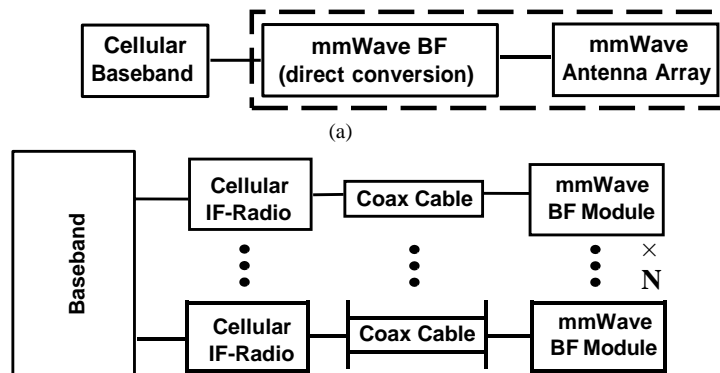 Cellular
Baseband
mmWave BF
(direct conversion)
mmWave
Antenna Array
(a)
Baseband
Cellular
IF-Radio
Coax Cable
mmWave
BF Module
×
N
Cellular
IF-Radio
Coax Cable
mmWave
BF Module